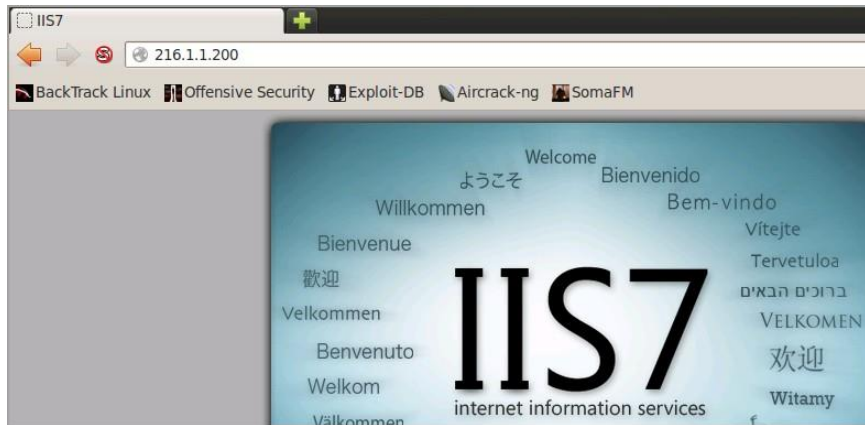 IIS7
216.1.1.200
BackTrack Linux Offensive Security Exploit-DB Aircrack-ng SomaFM
Welcome
ようこそ Bienvenido
Willkommen Bem-vindo
Bienvenue Vítejte
歡迎 Tervetuloa
ברוכים הבאים
Velkommen VELKOMEN
Benvenuto 欢迎
Welkom Witamy
IIS7
internet information services
Välkommen